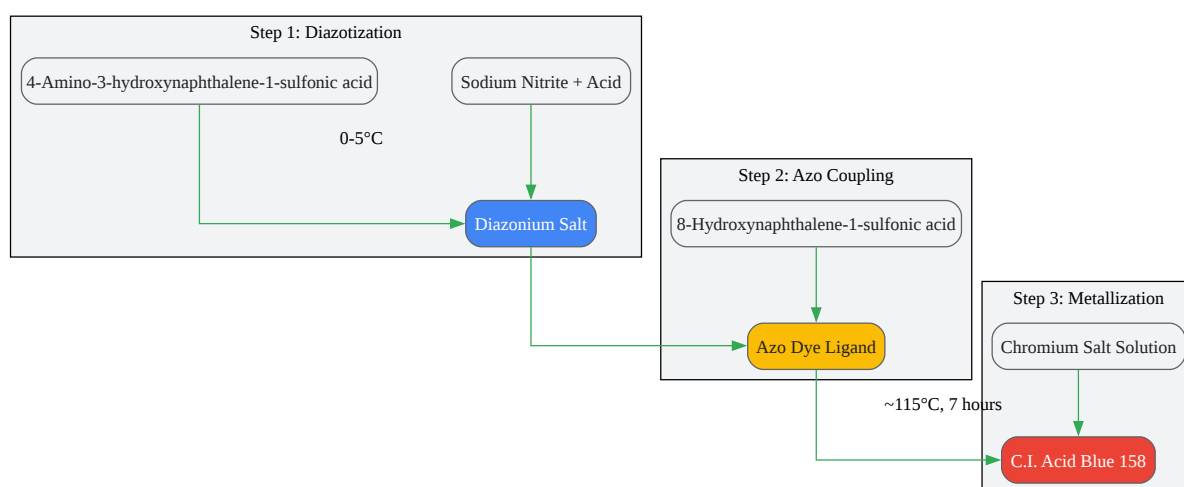 Step 1: Diazotization
4-Amino-3-hydroxynaphthalene-1-sulfonic acid
Sodium Nitrite + Acid
0-5°C
Diazonium Salt
Step 2: Azo Coupling
8-Hydroxynaphthalene-1-sulfonic acid
Azo Dye Ligand
Step 3: Metallization
Chromium Salt Solution
~115°C, 7 hours
C.I. Acid Blue 158